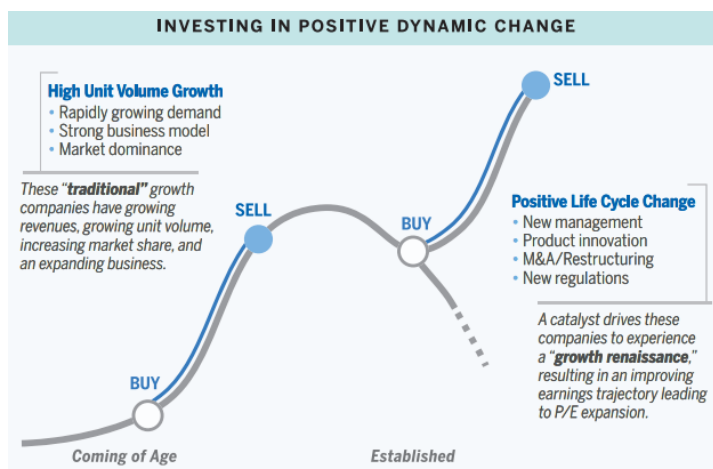 INVESTING IN POSITIVE DYNAMIC CHANGE
High Unit Volume Growth
• Rapidly growing demand
• Strong business model
• Market dominance
These “traditional” growth
companies have growing
revenues, growing unit volume,
increasing market share, and
an expanding business.
SELL
SELL
BUY
Positive Life Cycle Change
• New management
• Product innovation
• M&A/Restructuring
• New regulations
A catalyst drives these
companies to experience
a “growth renaissance,”
resulting in an improving
earnings trajectory leading
to P/E expansion.
BUY
Coming of Age
Established